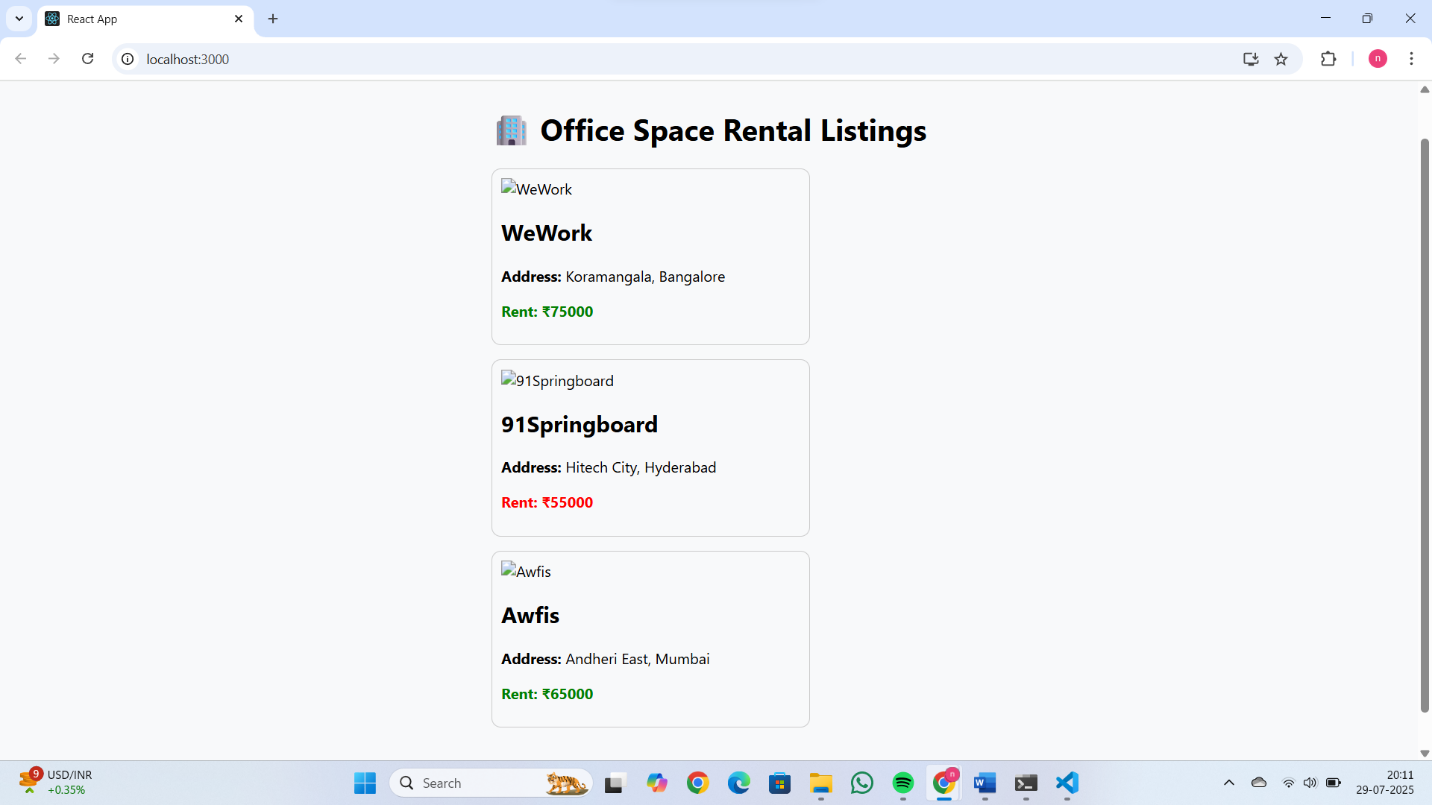 React App
localhost:3000
n
Office Space Rental Listings
WeWork
WeWork
Address: Koramangala, Bangalore
Rent: ₹75000
91Springboard
91Springboard
Address: Hitech City, Hyderabad
Rent: ₹55000
Awfis
Awfis
Address: Andheri East, Mumbai
Rent: ₹65000
9
USD/INR
+0.35%
Search
n
20:11
29-07-2025